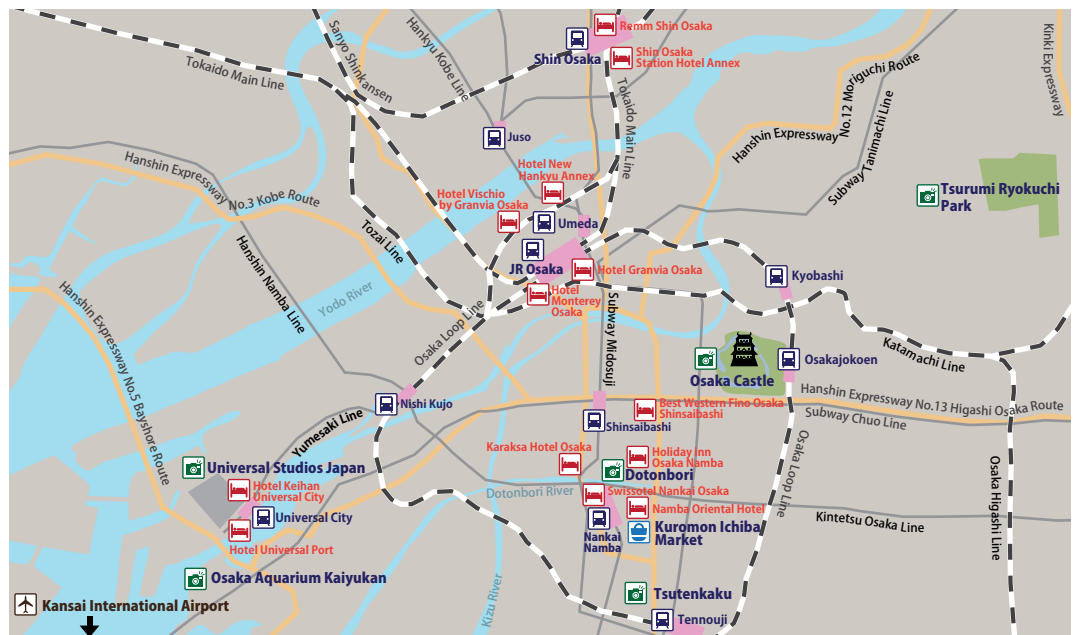 Remm Shin Osaka
Shin Osaka
Shin Osaka
Station Hotel Annex
Sanyo Shinkansen
Hankyu Kobe Line
Tokaido Main Line
Tokaido Main Line
Kinki Expressway
Hanshin Expressway
No.12 Moriguchi Route
Subway Tanimachi Line
Juso
Hotel New
Hankyu Annex
Hanshin Expressway
No.3 Kobe Route
Hotel Vischio
by Granvia Osaka
Umeda
Tsurumi Ryokuchi
Park
Tozai Line
JR Osaka
Hotel Granvia Osaka
Kyobashi
Hanshin Namba Line
Yodo River
Hotel
Monterey
Osaka
Hanshin Expressway No.5 Bayshore Route
Osaka Loop Line
Subway Midosuji
Osaka Castle
Osakajokoen
Katamachi Line
Hanshin Expressway No.13 Higashi Osaka Route
Subway Chuo Line
Nishi Kujo
Yumesaki Line
Best Western Fino Osaka
Shinsaibashi
Shinsaibashi
Karaksa Hotel Osaka
Holiday inn
Osaka Namba
Dotonbori
Universal Studios Japan
Hotel Keihan
Universal City
Dotonbori River
Swissotel Nankai Osaka
Namba Oriental Hotel
Osaka Loop Line
Osaka Higashi Line
Universal City
Kintetsu Osaka Line
Nankai
Namba
Kuromon Ichiba
Market
Hotel Universal Port
Osaka Aquarium Kaiyukan
Kizu River
Tsutenkaku
Kansai International Airport
Tennouji